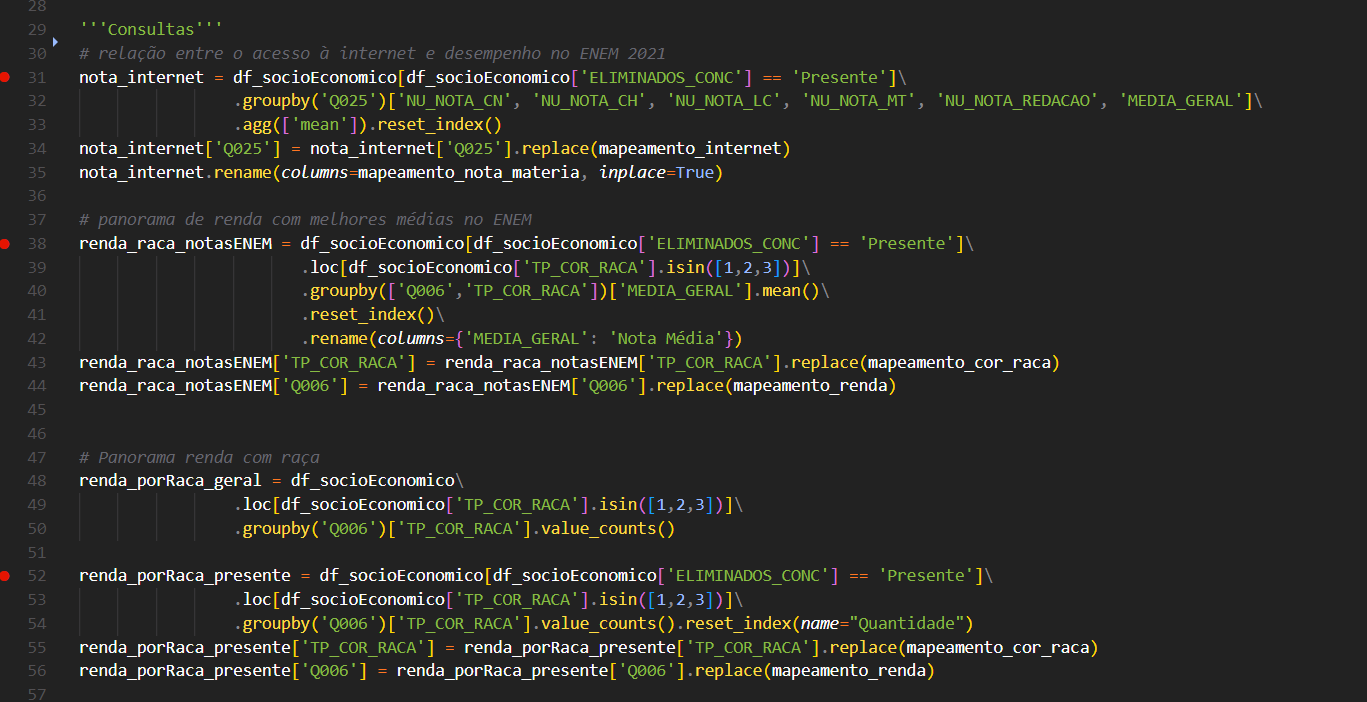 28
29 '''Consultas'''
30 # relação entre o acesso à internet e desempenho no ENEM 2021
31 nota_internet = df_socioEconomico[df_socioEconomico['ELIMINADOS_CONC'] == 'Presente']\
32 .groupby('Q025')['NU_NOTA_CN', 'NU_NOTA_CH', 'NU_NOTA_LC', 'NU_NOTA_MT', 'NU_NOTA_REDACAO', 'MEDIA_GERAL']\
33 .agg(['mean']).reset_index()
34 nota_internet['Q025'] = nota_internet['Q025'].replace(mapeamento_internet)
35 nota_internet.rename(columns=mapeamento_nota_materia, inplace=True)
36
37 # panorama de renda com melhores médias no ENEM
38 renda_raca_notasENEM = df_socioEconomico[df_socioEconomico['ELIMINADOS_CONC'] == 'Presente']\
39 .loc[df_socioEconomico['TP_COR_RACA'].isin([1,2,3])]\
40 .groupby(['Q006','TP_COR_RACA'])['MEDIA_GERAL'].mean()\
41 .reset_index()\
42 .rename(columns={'MEDIA_GERAL': 'Nota Média'})
43 renda_raca_notasENEM['TP_COR_RACA'] = renda_raca_notasENEM['TP_COR_RACA'].replace(mapeamento_cor_raca)
44 renda_raca_notasENEM['Q006'] = renda_raca_notasENEM['Q006'].replace(mapeamento_renda)
45
46
47 # Panorama renda com raça
48 renda_porRaca_geral = df_socioEconomico\
49 .loc[df_socioEconomico['TP_COR_RACA'].isin([1,2,3])]\
50 .groupby('Q006')['TP_COR_RACA'].value_counts()
51
52 renda_porRaca_presente = df_socioEconomico[df_socioEconomico['ELIMINADOS_CONC'] == 'Presente']\
53 .loc[df_socioEconomico['TP_COR_RACA'].isin([1,2,3])]\
54 .groupby('Q006')['TP_COR_RACA'].value_counts().reset_index(name="Quantidade")
55 renda_porRaca_presente['TP_COR_RACA'] = renda_porRaca_presente['TP_COR_RACA'].replace(mapeamento_cor_raca)
56 renda_porRaca_presente['Q006'] = renda_porRaca_presente['Q006'].replace(mapeamento_renda)
57